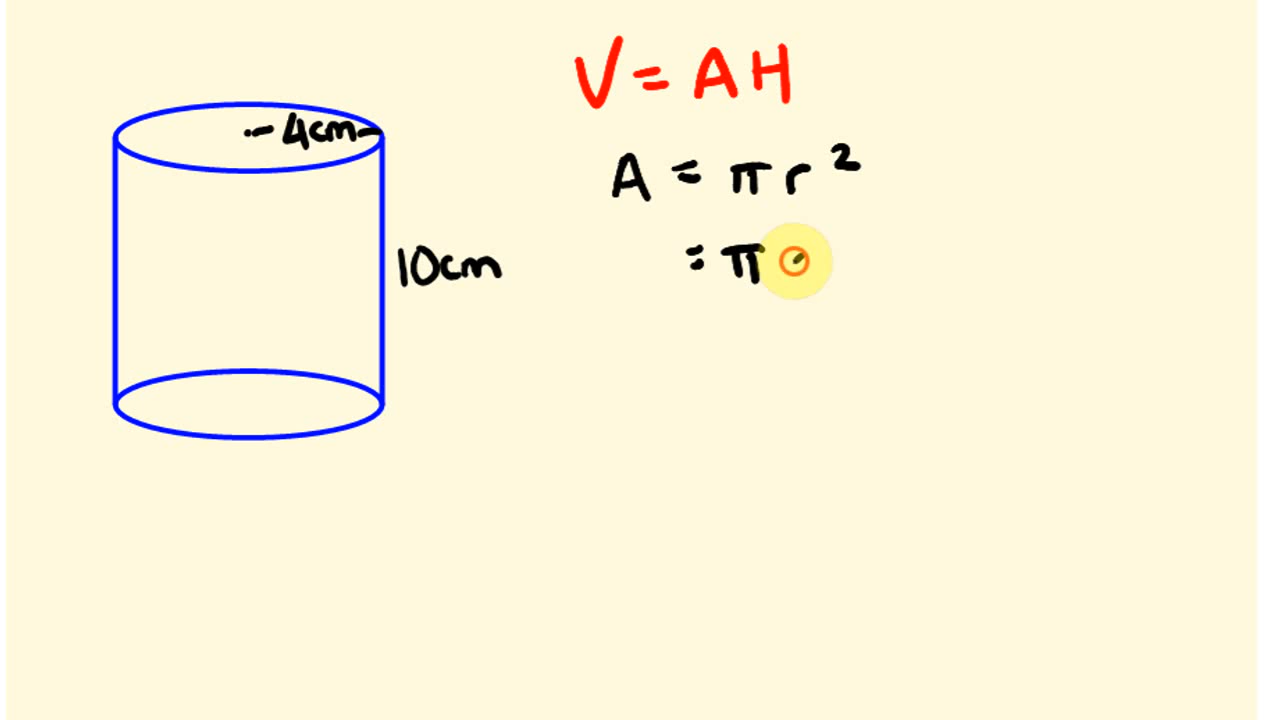 V = AH
4cm
A = πr²
= π
10cm